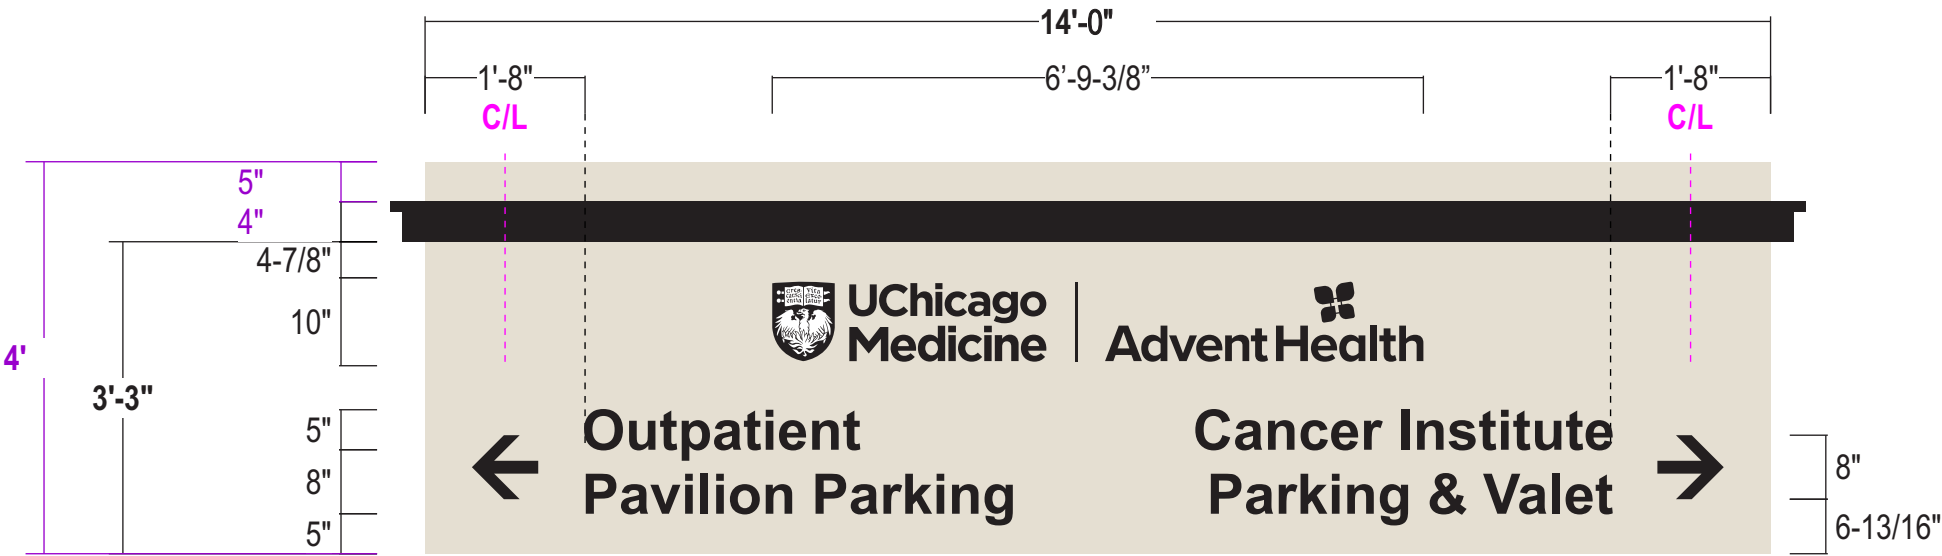 14'-0"
1'-8"
6’-9-3/8”
1'-8"
C/L
C/L
5"
4"
4-7/8"
10"
4'
3'-3"
5"
8"
5"
UChicago
Medicine
AdventHealth
Outpatient
Pavilion Parking
Cancer Institute
Parking & Valet
8"
6-13/16"